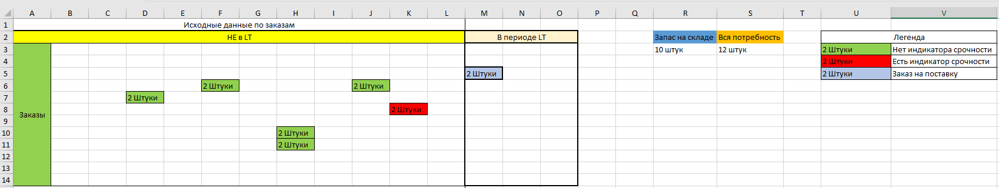 A B C D E F G H I J K L M N O P Q R S T U V
1 Исходные данные по заказам
2 НЕ в LT В периоде LT Запас на складе Вся потребность Легенда
3 10 штук 12 штук 2 Штуки Нет индикатора срочности
4 2 Штуки Есть индикатор срочности
5 2 Штуки 2 Штуки Заказ на поставку
6 2 Штуки 2 Штуки
7 2 Штуки
8 2 Штуки
Заказы
9
10 2 Штуки
11 2 Штуки
12
13
14